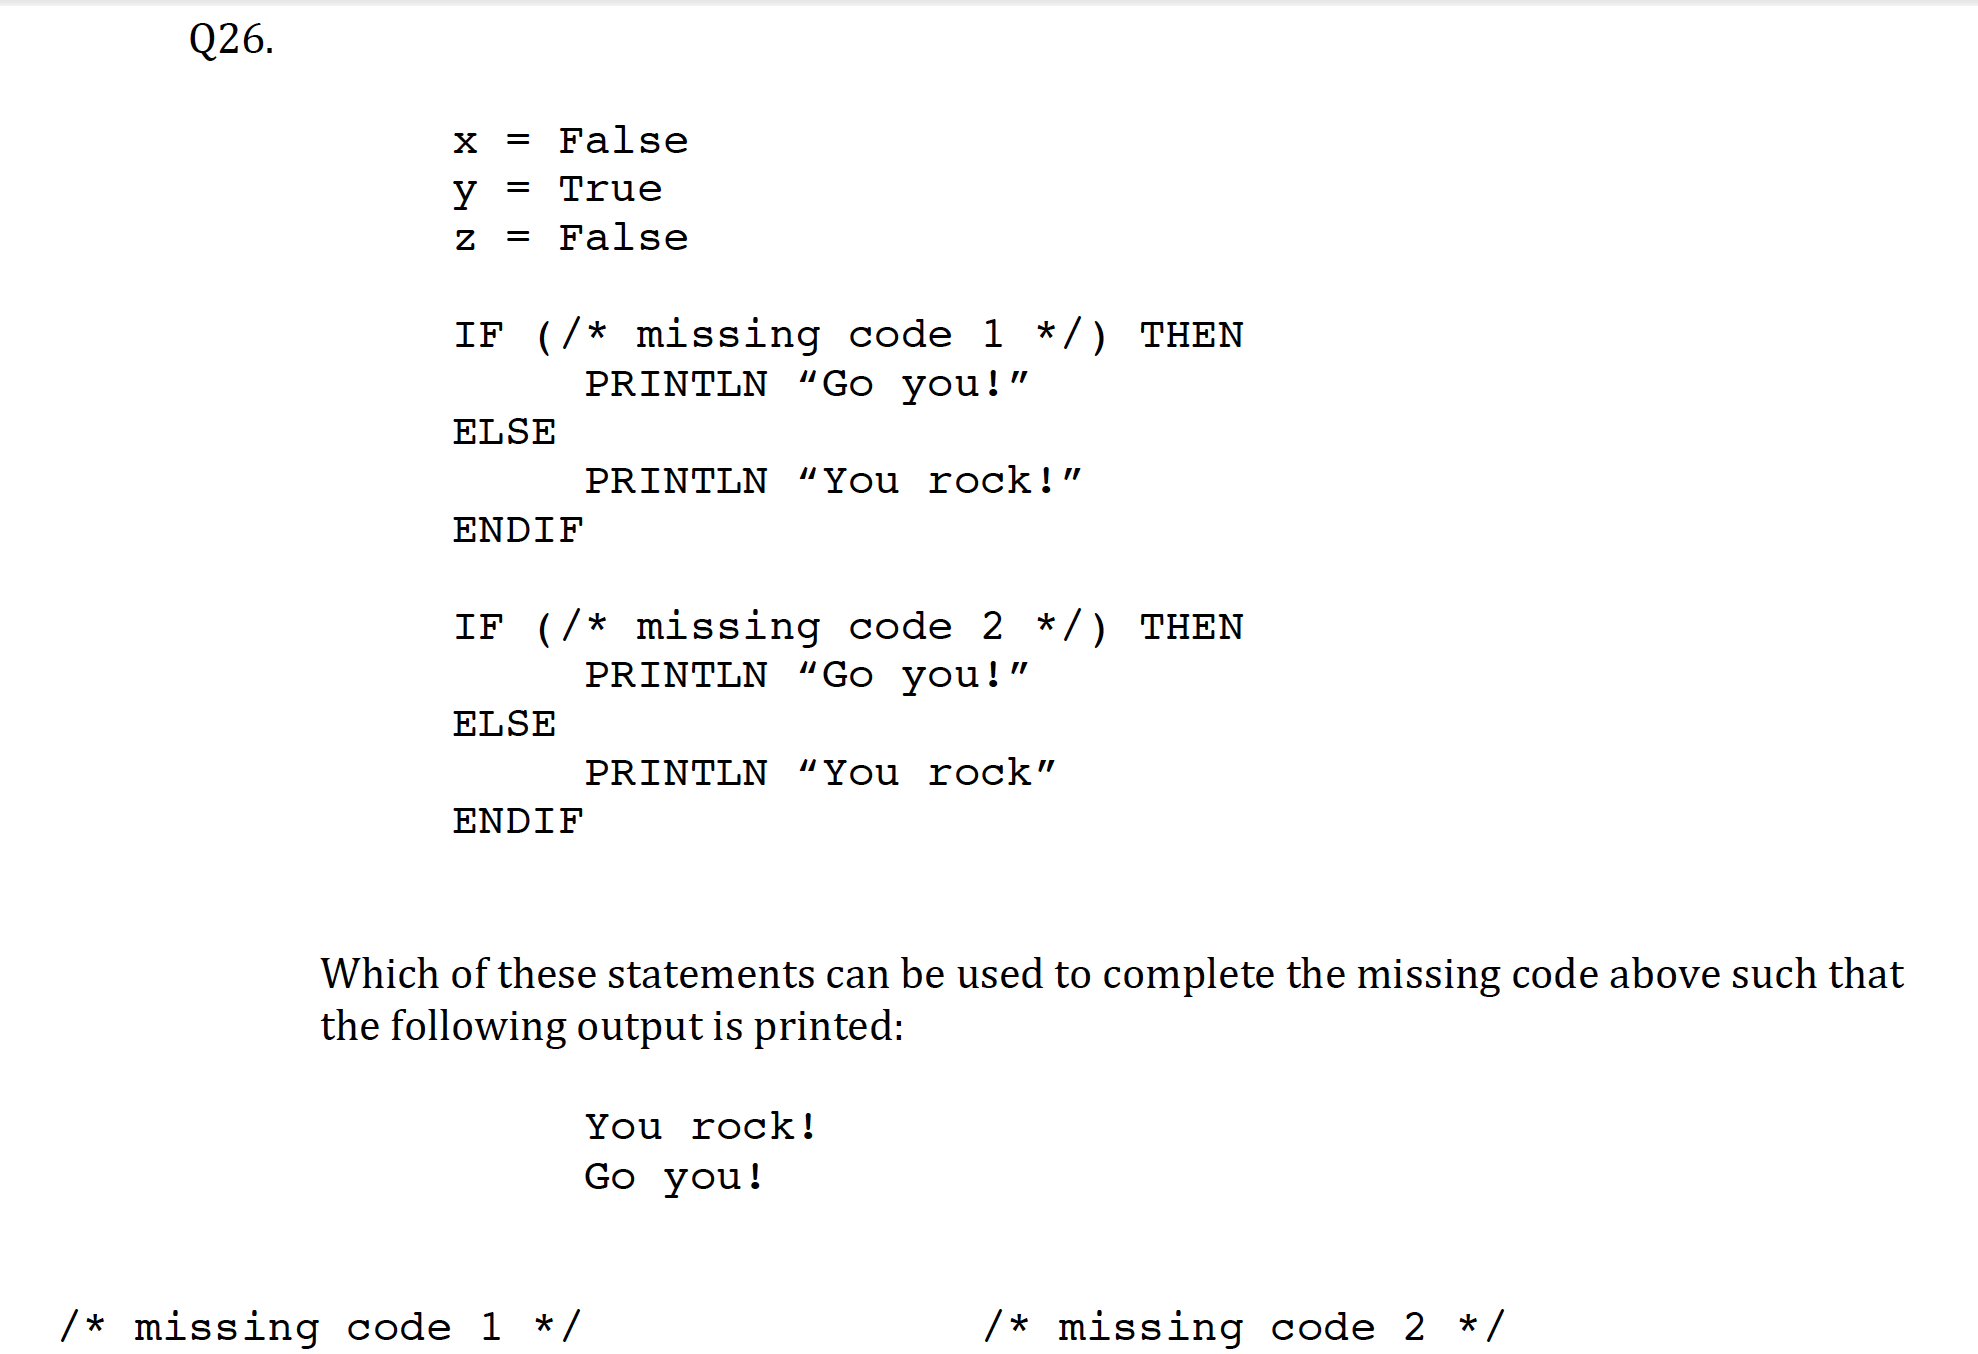 Q26.
x = False
y = True
z = False
IF (/* missing code 1 */) THEN
PRINTLN “Go you!”
ELSE
PRINTLN “You rock!”
ENDIF
IF (/* missing code 2 */) THEN
PRINTLN “Go you!”
ELSE
PRINTLN “You rock”
ENDIF
Which of these statements can be used to complete the missing code above such that
the following output is printed:
You rock!
Go you!
/* missing code 1 */ /* missing code 2 */